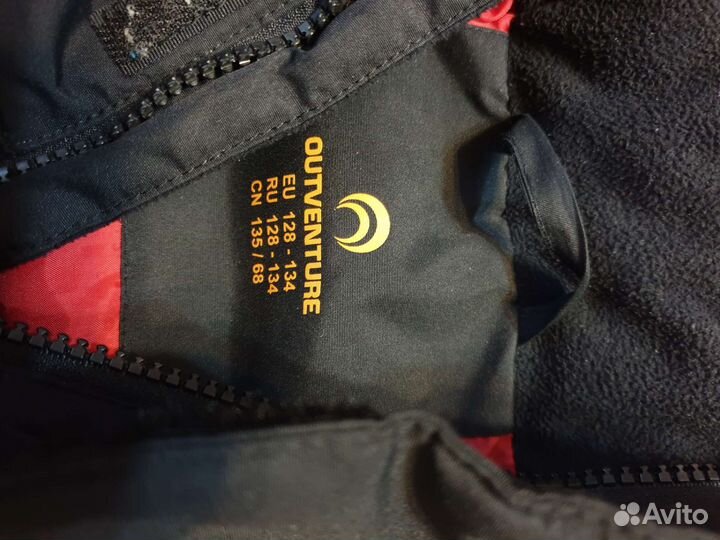 OUTVENTURE
EU 128 - 134
RU 128 - 134
CN 135 / 68
Avito